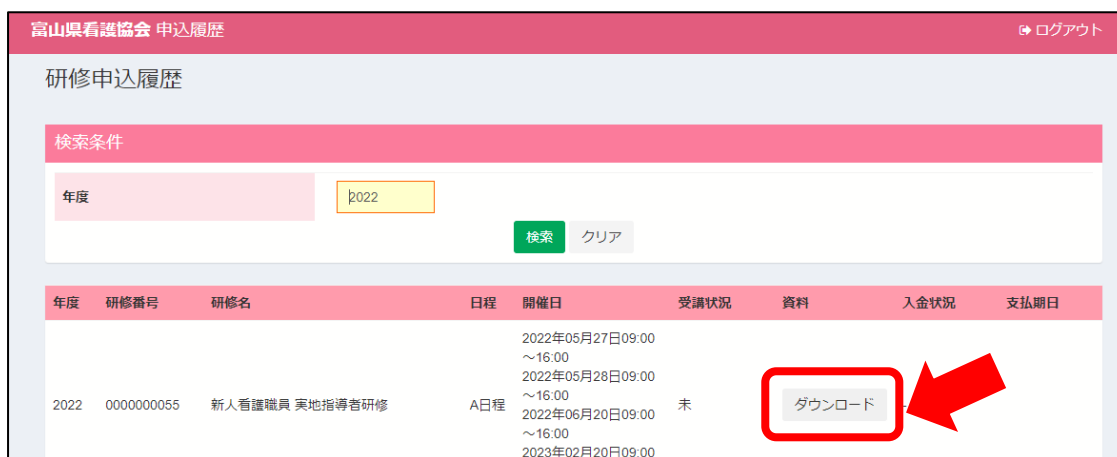 富山県看護協会 申込履歴 ログアウト
研修申込履歴
検索条件
年度 2022
検索 クリア
年度 研修番号 研修名 日程 開催日 受講状況 資料 入金状況 支払期日
2022年05月27日09:00
～16:00
2022年05月28日09:00
～16:00
2022 0000000055 新人看護職員 実地指導者研修 A日程 2022年06月20日09:00 未 ダウンロード
～16:00
2023年02月20日09:00